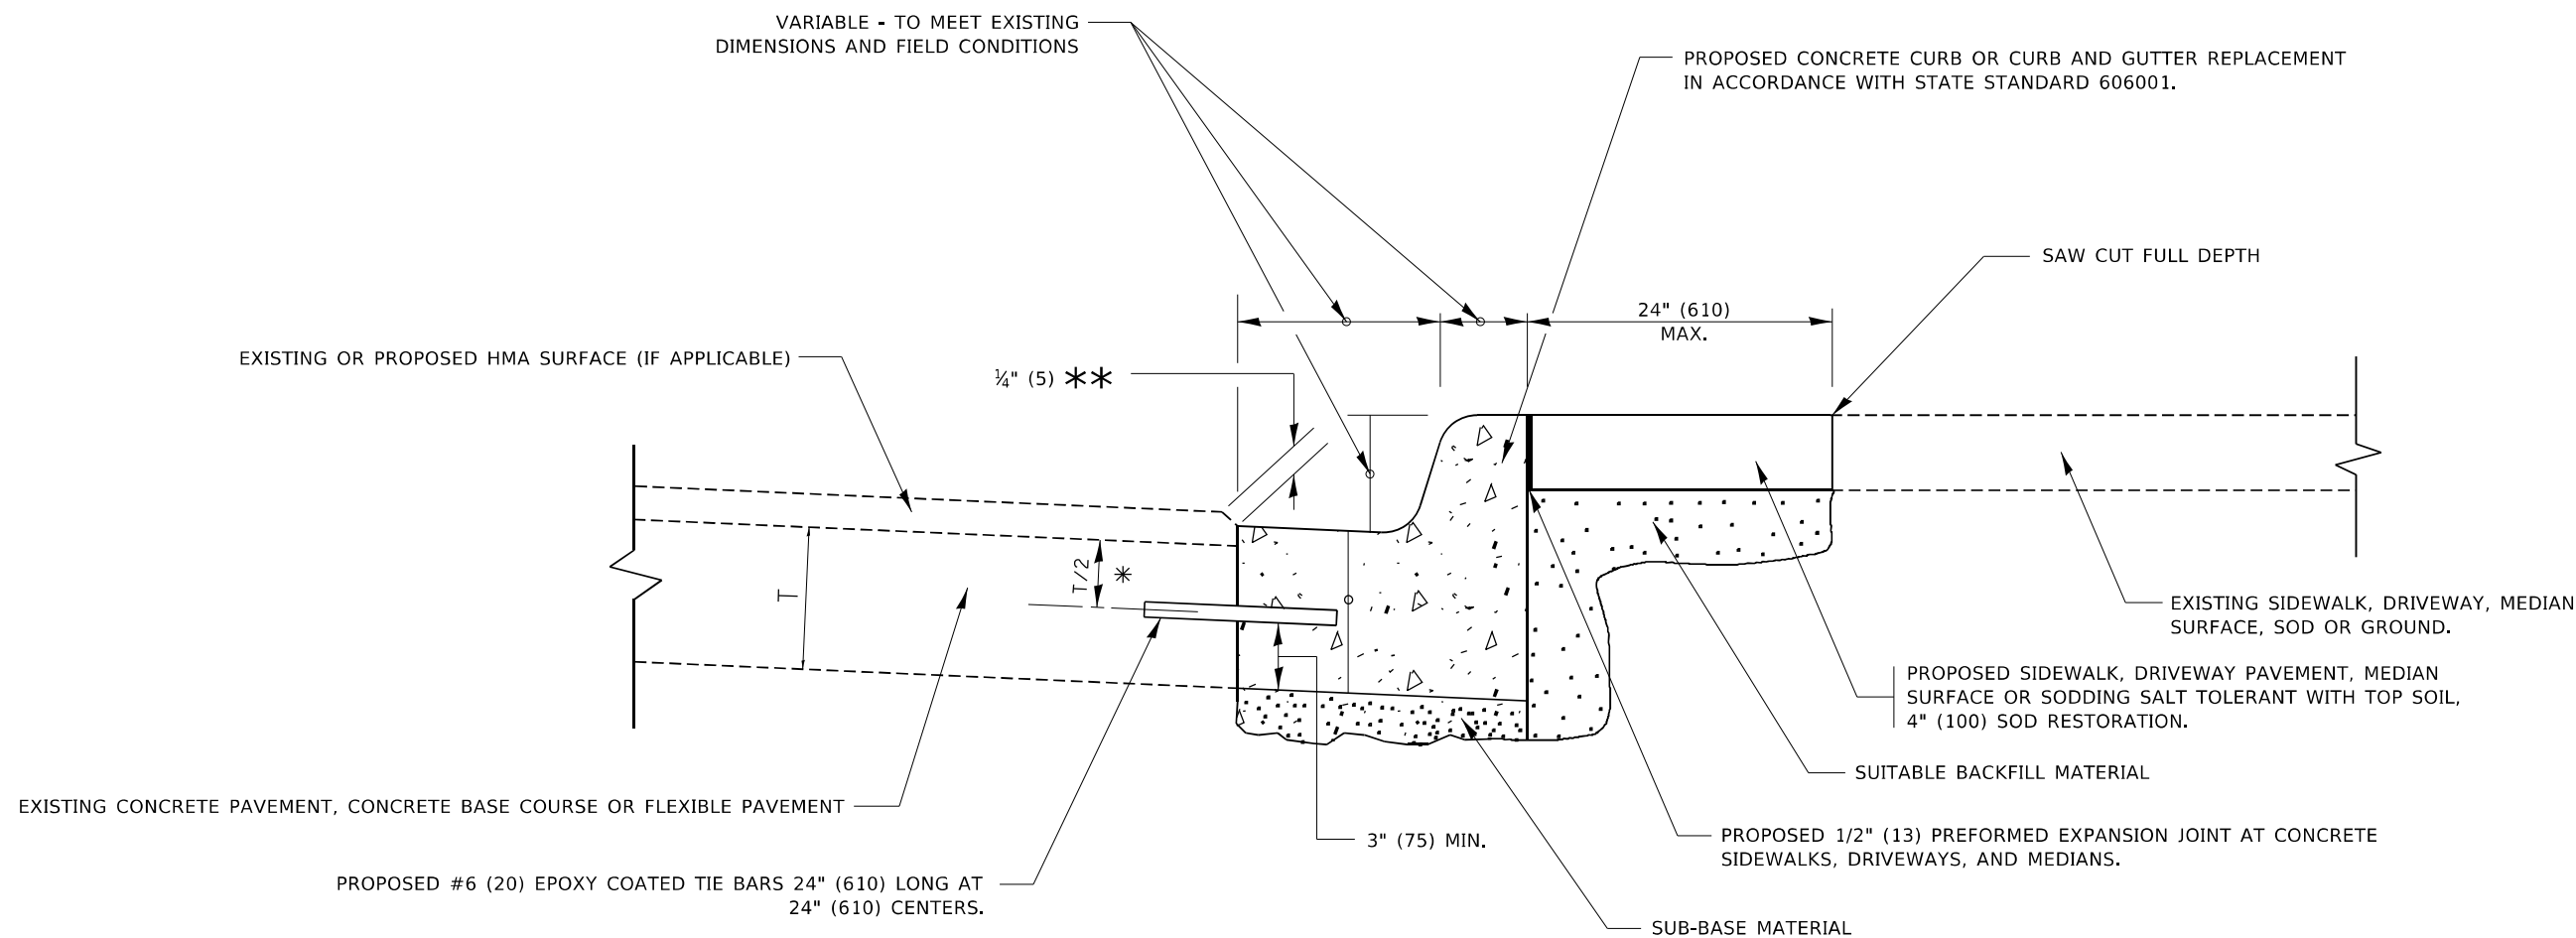 VARIABLE - TO MEET EXISTING
DIMENSIONS AND FIELD CONDITIONS
PROPOSED CONCRETE CURB OR CURB AND GUTTER REPLACEMENT
IN ACCORDANCE WITH STATE STANDARD 606001.
SAW CUT FULL DEPTH
24" (610)
MAX.
EXISTING OR PROPOSED HMA SURFACE (IF APPLICABLE)
¼" (5) **
T
T/2
*
EXISTING SIDEWALK, DRIVEWAY, MEDIAN
SURFACE, SOD OR GROUND.
PROPOSED SIDEWALK, DRIVEWAY PAVEMENT, MEDIAN
SURFACE OR SODDING SALT TOLERANT WITH TOP SOIL,
4" (100) SOD RESTORATION.
SUITABLE BACKFILL MATERIAL
EXISTING CONCRETE PAVEMENT, CONCRETE BASE COURSE OR FLEXIBLE PAVEMENT
3" (75) MIN.
PROPOSED 1/2" (13) PREFORMED EXPANSION JOINT AT CONCRETE
SIDEWALKS, DRIVEWAYS, AND MEDIANS.
PROPOSED #6 (20) EPOXY COATED TIE BARS 24" (610) LONG AT
24" (610) CENTERS.
SUB-BASE MATERIAL